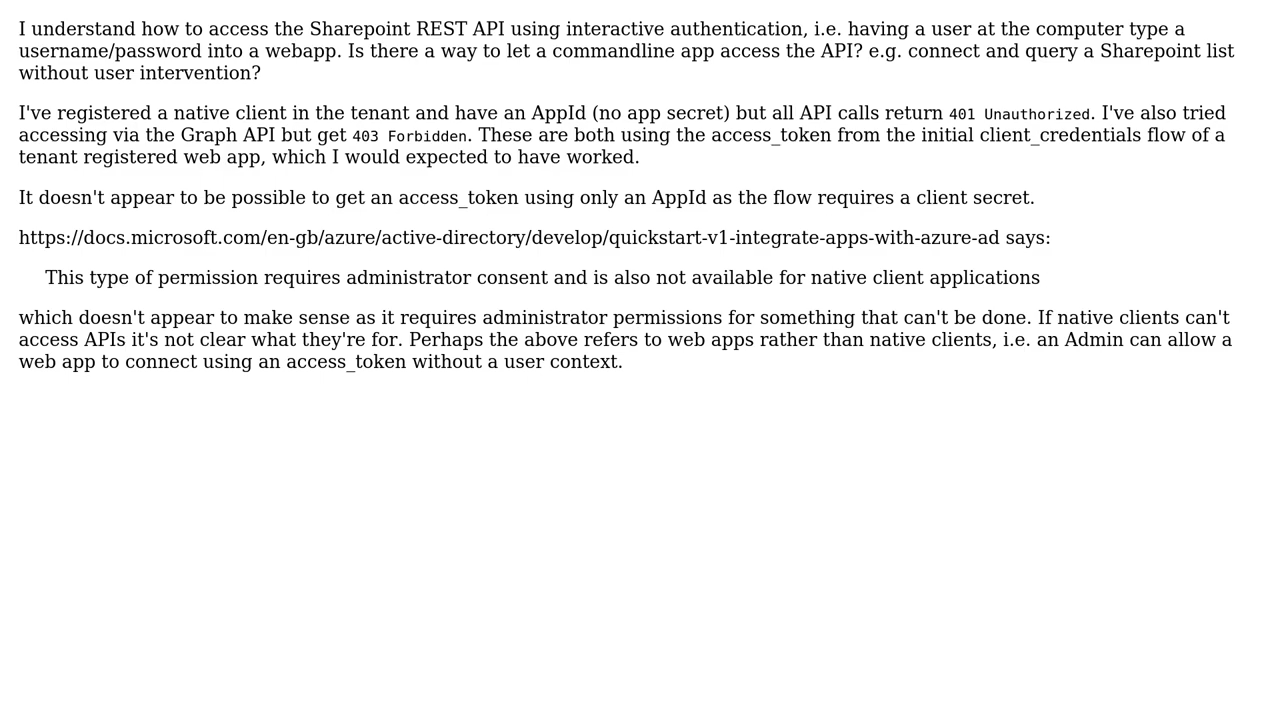 I understand how to access the Sharepoint REST API using interactive authentication, i.e. having a user at the computer type a
username/password into a webapp. Is there a way to let a commandline app access the API? e.g. connect and query a Sharepoint list
without user intervention?
I've registered a native client in the tenant and have an AppId (no app secret) but all API calls return 401 Unauthorized. I've also tried
accessing via the Graph API but get 403 Forbidden. These are both using the access_token from the initial client_credentials flow of a
tenant registered web app, which I would expected to have worked.
It doesn't appear to be possible to get an access_token using only an AppId as the flow requires a client secret.
https://docs.microsoft.com/en-gb/azure/active-directory/develop/quickstart-v1-integrate-apps-with-azure-ad says:
This type of permission requires administrator consent and is also not available for native client applications
which doesn't appear to make sense as it requires administrator permissions for something that can't be done. If native clients can't
access APIs it's not clear what they're for. Perhaps the above refers to web apps rather than native clients, i.e. an Admin can allow a
web app to connect using an access_token without a user context.